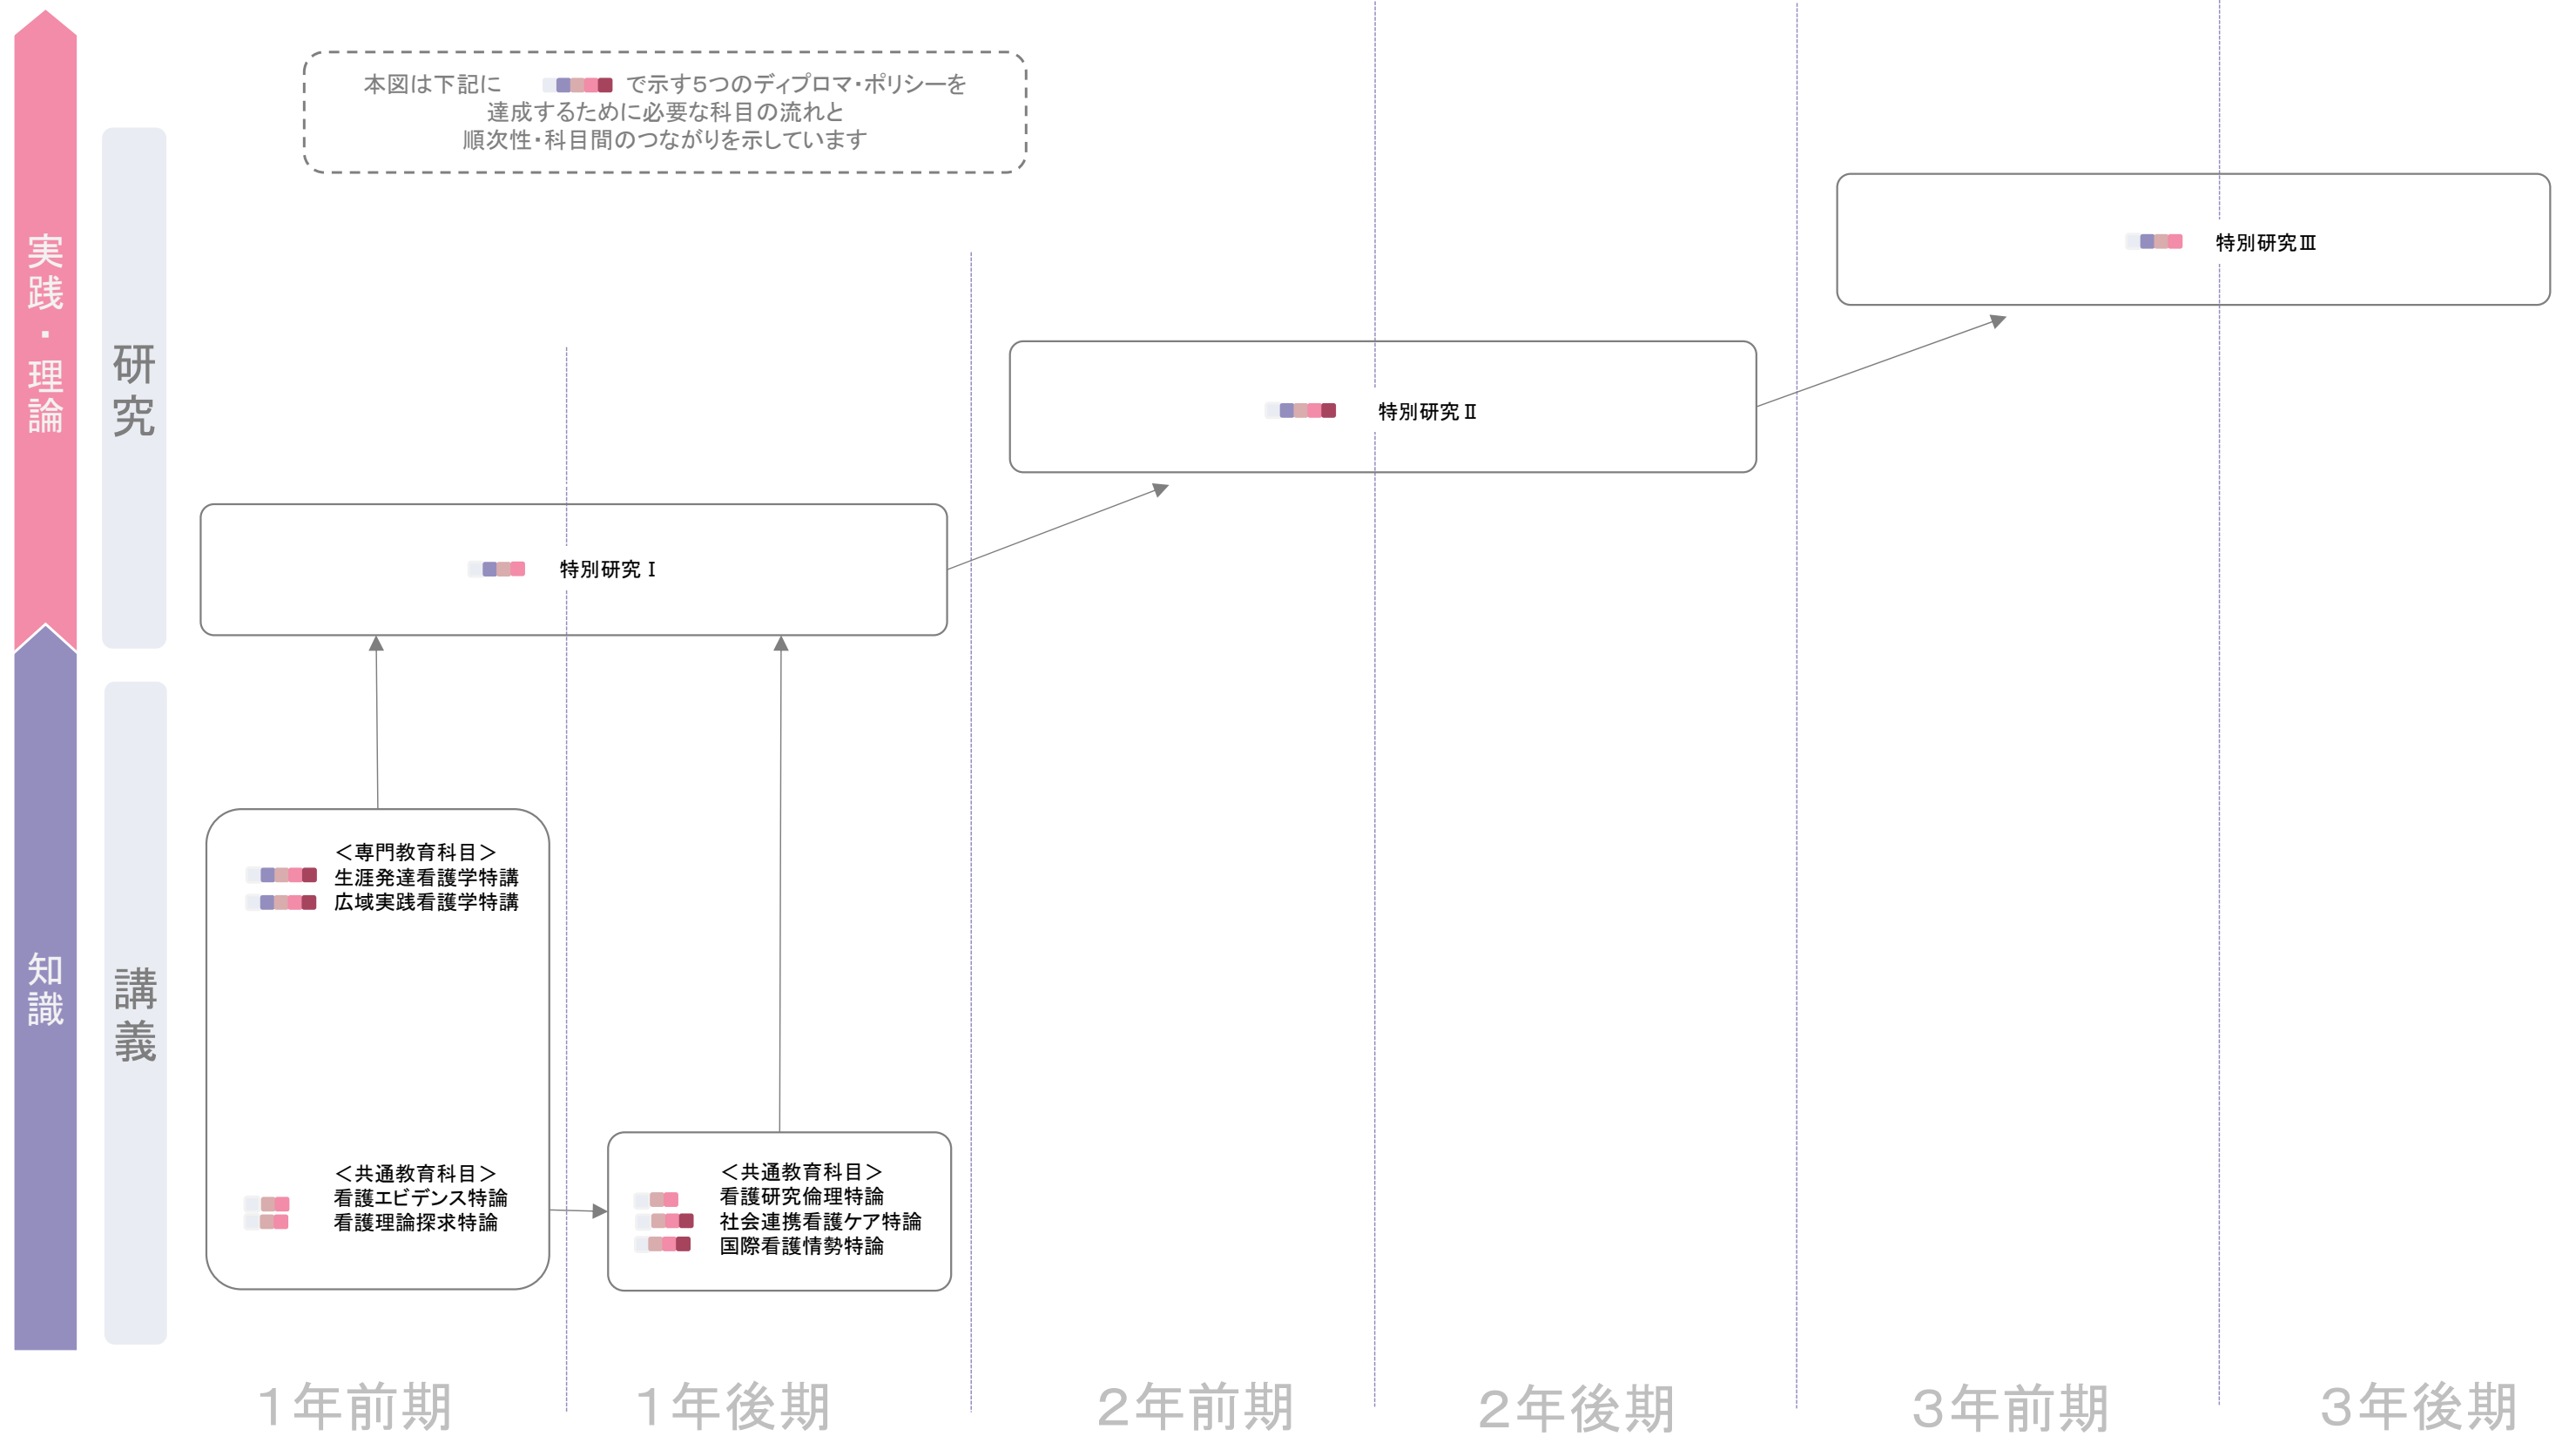 本図は下記に で示す５つのディプロマ・ポリシーを
達成するために必要な科目の流れと
順次性・科目間のつながりを示しています
実践・理論
研究
特別研究Ⅲ
特別研究Ⅱ
特別研究Ⅰ
知識
講義
＜専門教育科目＞
生涯発達看護学特講
広域実践看護学特講
＜共通教育科目＞
看護エビデンス特論
看護理論探求特論
＜共通教育科目＞
看護研究倫理特論
社会連携看護ケア特論
国際看護情勢特論
１年前期
１年後期
２年前期
２年後期
３年前期
３年後期